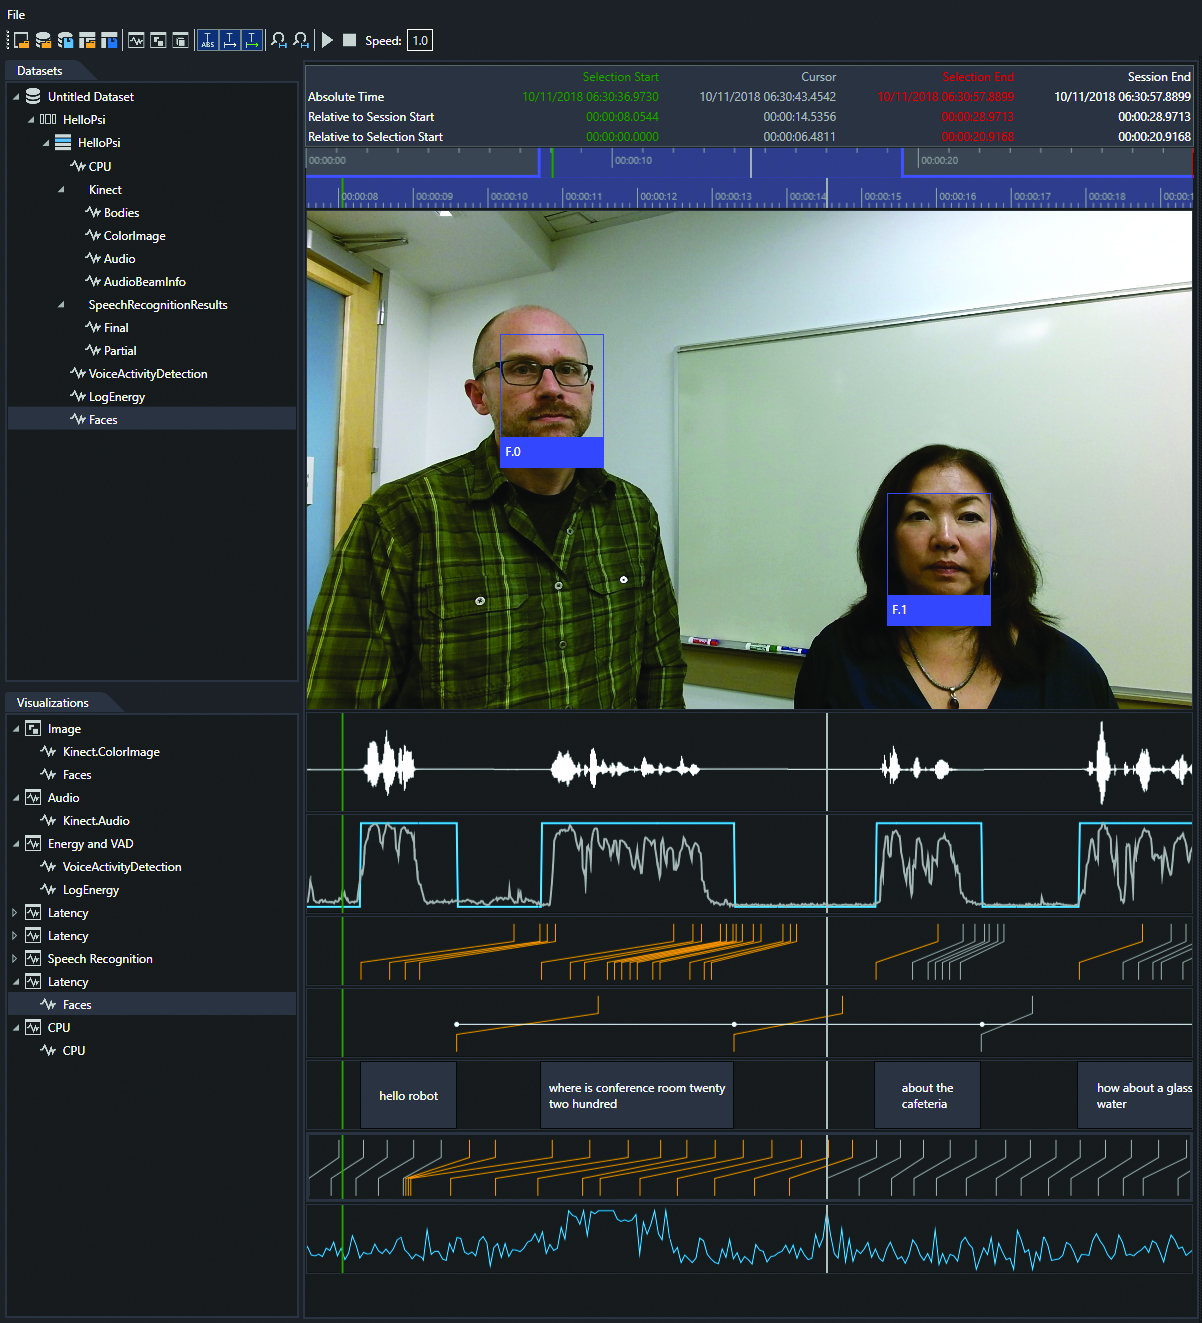 File
T ABS
T
T
Speed: 1.0
Datasets
Untitled Dataset
HelloPsi
HelloPsi
CPU
Kinect
Bodies
ColorImage
Audio
AudioBeamInfo
SpeechRecognitionResults
Final
Partial
VoiceActivityDetection
LogEnergy
Faces
Selection Start Cursor Selection End Session End
Absolute Time 10/11/2018 06:30:36.9730 10/11/2018 06:30:43.4542 10/11/2018 06:30:57.8899 10/11/2018 06:30:57.8899
Relative to Session Start 00:00:08.0544 00:00:14.5356 00:00:28.9713 00:00:28.9713
Relative to Selection Start 00:00:00.0000 00:00:06.4811 00:00:20.9168 00:00:20.9168
00:00:00 00:00:10 00:00:20
00:00:08 00:00:09 00:00:10 00:00:11 00:00:12 00:00:13 00:00:14 00:00:15 00:00:16 00:00:17 00:00:18 00:00:1
F.0
F.1
Visualizations
Image
Kinect.ColorImage
Faces
Audio
Kinect.Audio
Energy and VAD
VoiceActivityDetection
LogEnergy
Latency
Latency
Speech Recognition
Latency
Faces
CPU
CPU
hello robot
where is conference room twenty
two hundred
about the
cafeteria
how about a glass
water